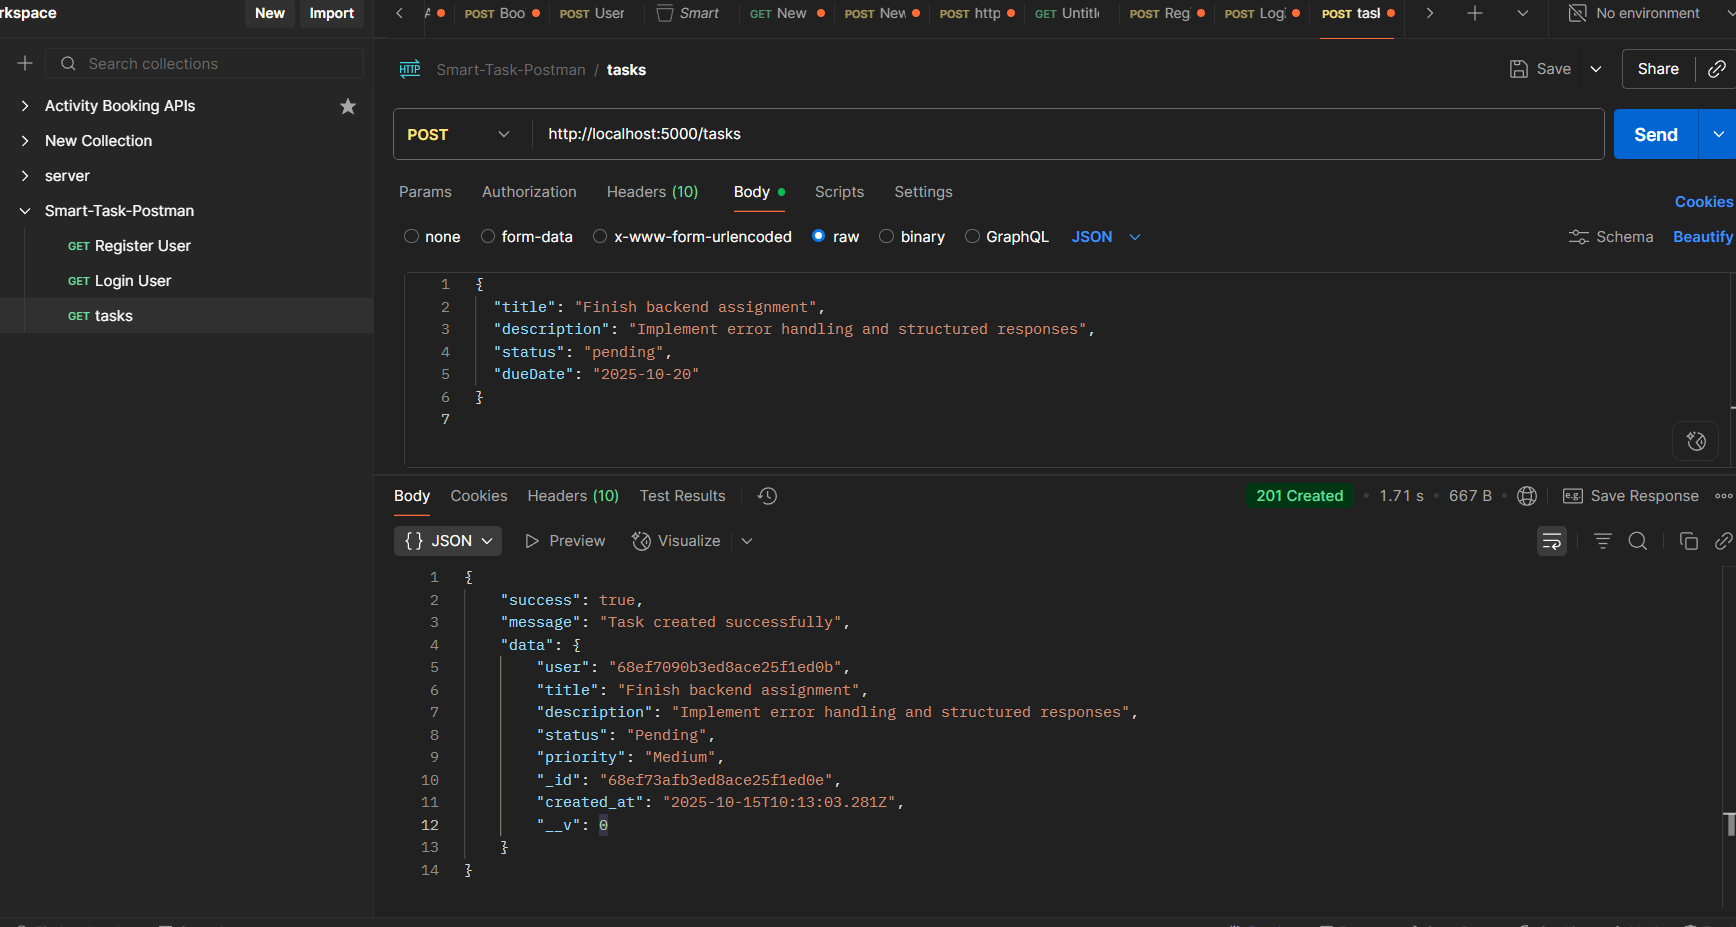 rkspace
New
Import
POST Boo
POST User
Smart
GET New
POST New
POST http
GET Untitl
POST Reg
POST Log
POST tasl
No environment
Search collections
Activity Booking APIs
New Collection
server
Smart-Task-Postman
GET Register User
GET Login User
GET tasks
HTTP
Smart-Task-Postman / tasks
Save
Share
POST
http://localhost:5000/tasks
Send
Params
Authorization
Headers (10)
Body
Scripts
Settings
Cookies
none
form-data
x-www-form-urlencoded
raw
binary
GraphQL
JSON
Schema
Beautify
1 {
2 "title": "Finish backend assignment",
3 "description": "Implement error handling and structured responses",
4 "status": "pending",
5 "dueDate": "2025-10-20"
6 }
7
Body
Cookies
Headers (10)
Test Results
201 Created
1.71 s
667 B
e.g.
Save Response
{} JSON
Preview
Visualize
1 {
2 "success": true,
3 "message": "Task created successfully",
4 "data": {
5 "user": "68ef7090b3ed8ace25f1ed0b",
6 "title": "Finish backend assignment",
7 "description": "Implement error handling and structured responses",
8 "status": "Pending",
9 "priority": "Medium",
10 "_id": "68ef73afb3ed8ace25f1ed0e",
11 "created_at": "2025-10-15T10:13:03.281Z",
12 "__v": 0
13 }
14 }